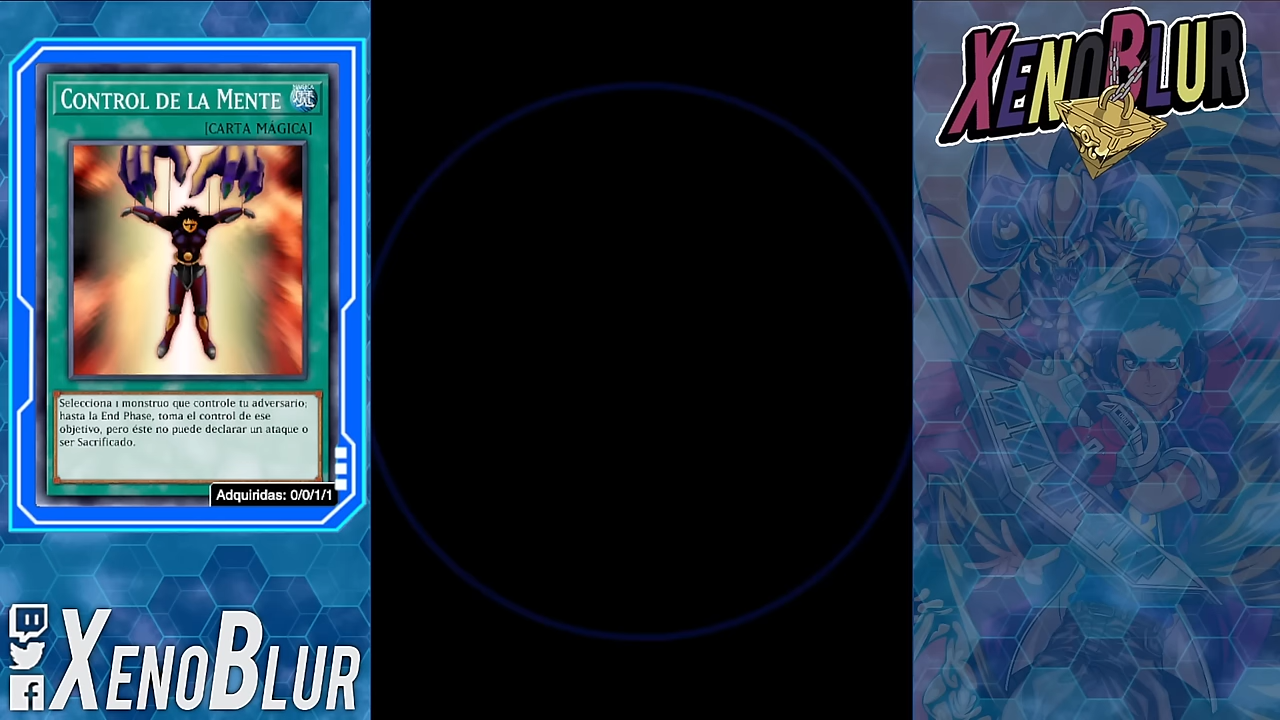 CONTROL DE LA MENTE
[CARTA MÁGICA]
Selecciona 1 monstruo que controle tu adversario;
hasta la End Phase, toma el control de ese
objetivo, pero éste no puede declarar un ataque o
ser Sacrificado.
Adquiridas: 0/0/1/1
XENOBLUR
XENOBLUR